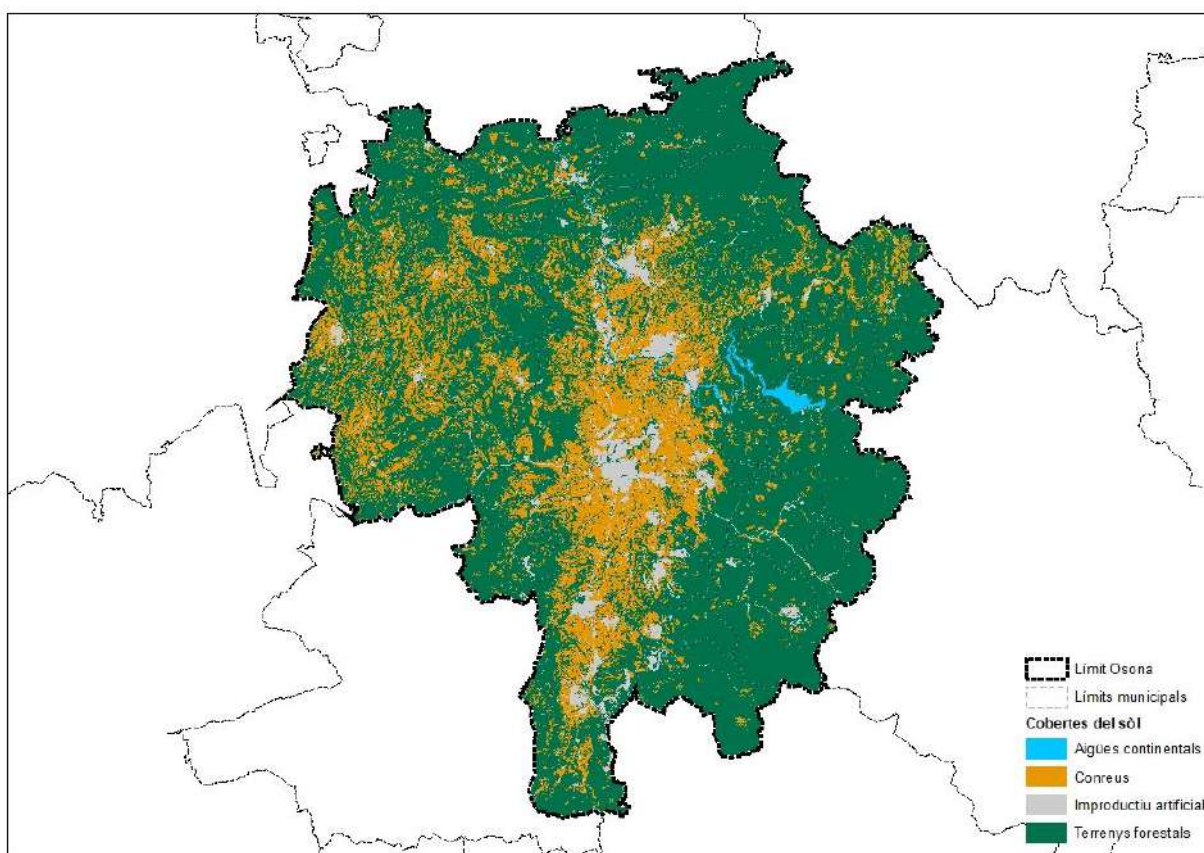 Límit Osona
Límits municipals
Cobertes del sòl
Aigües continentals
Conreus
Improductiu artificial
Terrenys forestals